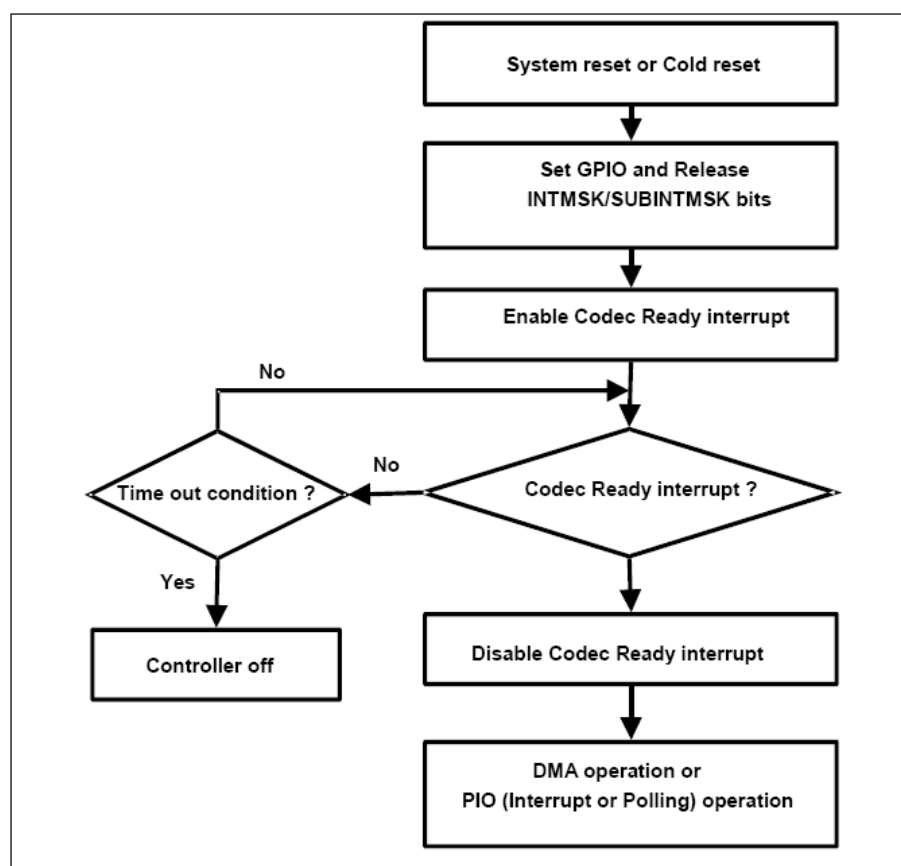 System reset or Cold reset
Set GPIO and Release
INTMSK/SUBINTMSK bits
Enable Codec Ready interrupt
No
No
Time out condition ?
Codec Ready interrupt ?
Yes
Controller off
Disable Codec Ready interrupt
DMA operation or
PIO (Interrupt or Polling) operation